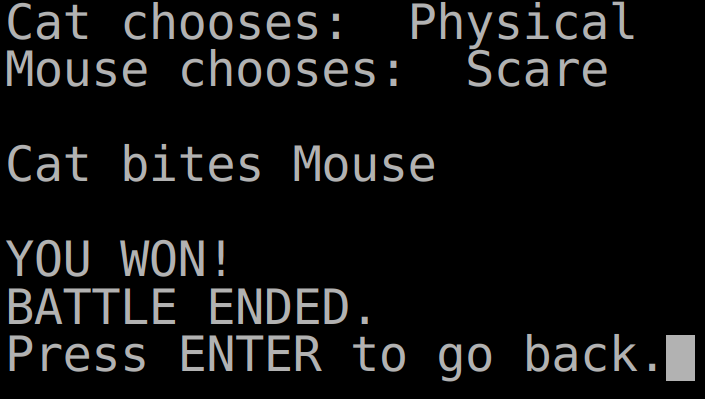 Cat chooses:  Physical
Mouse chooses:  Scare
Cat bites Mouse
YOU WON!
BATTLE ENDED.
Press ENTER to go back.